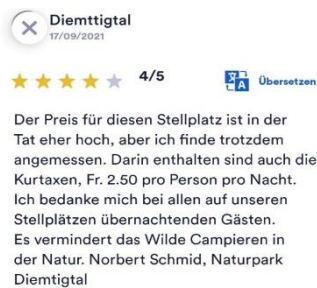 Diemttigtal
17/09/2021
4/5
Übersetzen
Der Preis für diesen Stellplatz ist in der
Tat eher hoch, aber ich finde trotzdem
angemessen. Darin enthalten sind auch die
Kurtaxen, Fr. 2.50 pro Person pro Nacht.
Ich bedanke mich bei allen auf unseren
Stellplätzen übernachtenden Gästen.
Es vermindert das Wilde Campieren in
der Natur. Norbert Schmid, Naturpark
Diemtigtal